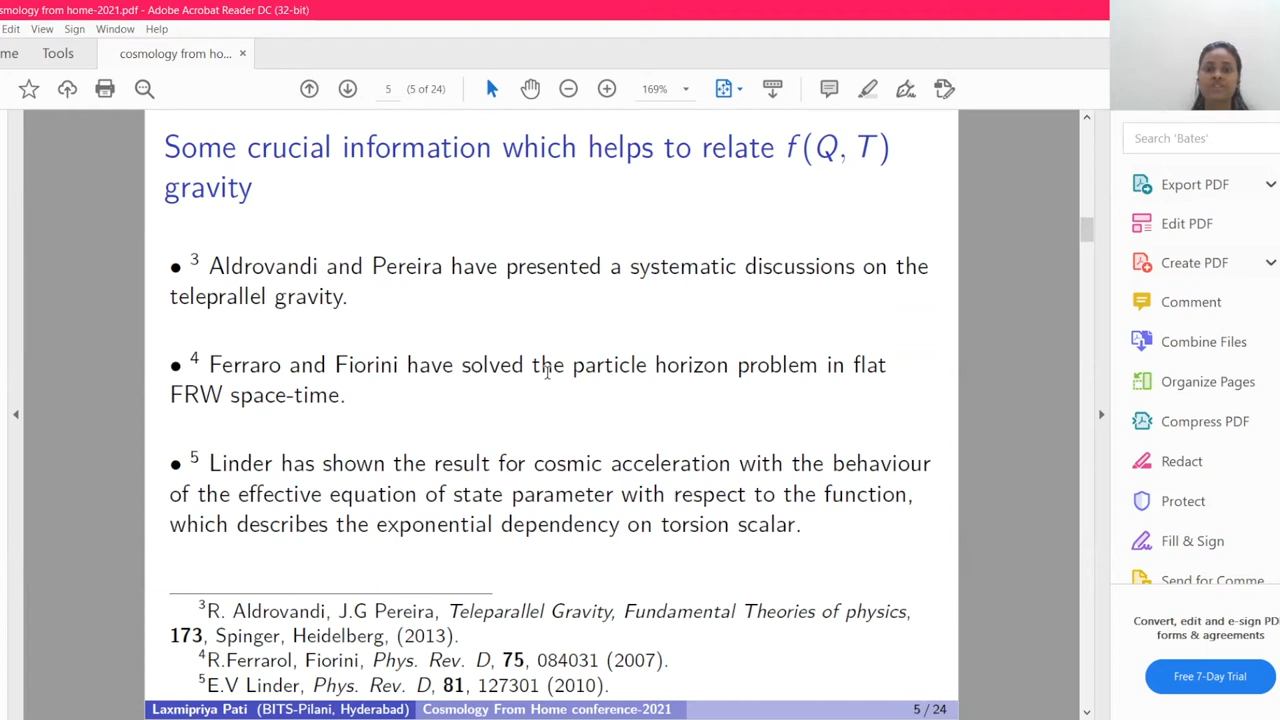 osmology from home-2021.pdf - Adobe Acrobat Reader DC (32-bit)
Edit View Sign Window Help
me Tools cosmology from ho... ×
5 (5 of 24) 169%
Search 'Bates'
Some crucial information which helps to relate f(Q, T)
gravity
• 3 Aldrovandi and Pereira have presented a systematic discussions on the
teleprallel gravity.
• 4 Ferraro and Fiorini have solved the particle horizon problem in flat
FRW space-time.
• 5 Linder has shown the result for cosmic acceleration with the behaviour
of the effective equation of state parameter with respect to the function,
which describes the exponential dependency on torsion scalar.
3R. Aldrovandi, J.G Pereira, Teleparallel Gravity, Fundamental Theories of physics,
173, Spinger, Heidelberg, (2013).
4R.Ferrarol, Fiorini, Phys. Rev. D, 75, 084031 (2007).
5E.V Linder, Phys. Rev. D, 81, 127301 (2010).
Laxmipriya Pati (BITS-Pilani, Hyderabad) Cosmology From Home conference-2021 5 / 24
Export PDF
Edit PDF
Create PDF
Comment
Combine Files
Organize Pages
Compress PDF
Redact
Protect
Fill & Sign
Send for Comme
Convert, edit and e-sign PD
forms & agreements
Free 7-Day Trial